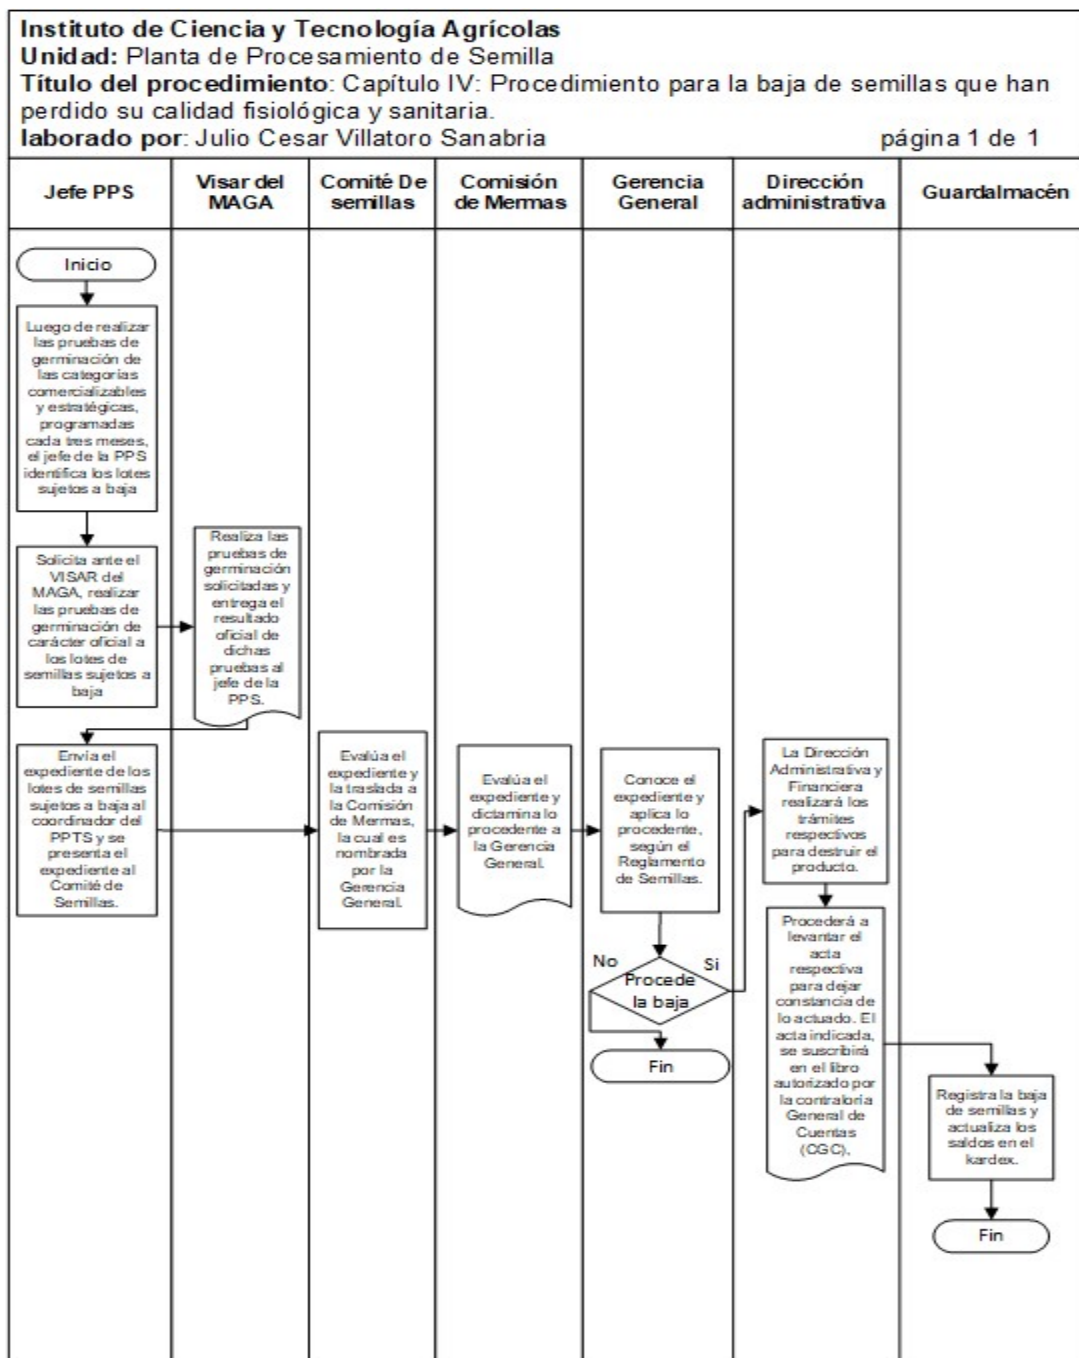 Instituto de Ciencia y Tecnología Agrícolas
Unidad: Planta de Procesamiento de Semilla
Título del procedimiento: Capítulo IV: Procedimiento para la baja de semillas que han
perdido su calidad fisiológica y sanitaria.
laborado por: Julio Cesar Villatoro Sanabria página 1 de 1
Jefe PPS
Visar del
MAGA
Comité De
semillas
Comisión
de Mermas
Gerencia
General
Dirección
administrativa
Guardalmacén
Inicio
Luego de realizar
las pruebas de
germinación de
las categorías
comercializables
y estratégicas,
programadas
cada tres meses,
el jefe de la PPS
identifica los lotes
sujetos a baja
Solicita ante el
VISAR del
MAGA, realizar
las pruebas de
germinación de
carácter oficial a
los lotes de
semillas sujetos a
baja
Realiza las
pruebas de
germinación
solicitadas y
entrega el
resultado
oficial de
dichas
pruebas al
jefe de la
PPS.
Envía el
expediente de los
lotes de semillas
sujetos a baja al
coordinador del
PPTS y se
presenta el
expediente al
Comité de
Semillas.
Evalúa el
expediente y
la traslada a
la Comisión
de Mermas,
la cual es
nombrada
por la
Gerencia
General.
Evalúa el
expediente y
dictamina lo
procedente a
la Gerencia
General.
Conoce el
expediente y
aplica lo
procedente,
según el
Reglamento
de Semillas.
No
Si
Procede
la baja
Fin
La Dirección
Administrativa y
Financiera
realizará los
trámites
respectivos
para destruir el
producto.
Procederá a
levantar el
acta
respectiva
para dejar
constancia de
lo actuado. El
acta indicada,
se suscribirá
en el libro
autorizado por
la contraloría
General de
Cuentas
(CGC),
Registra la baja
de semillas y
actualiza los
saldos en el
kardex.
Fin